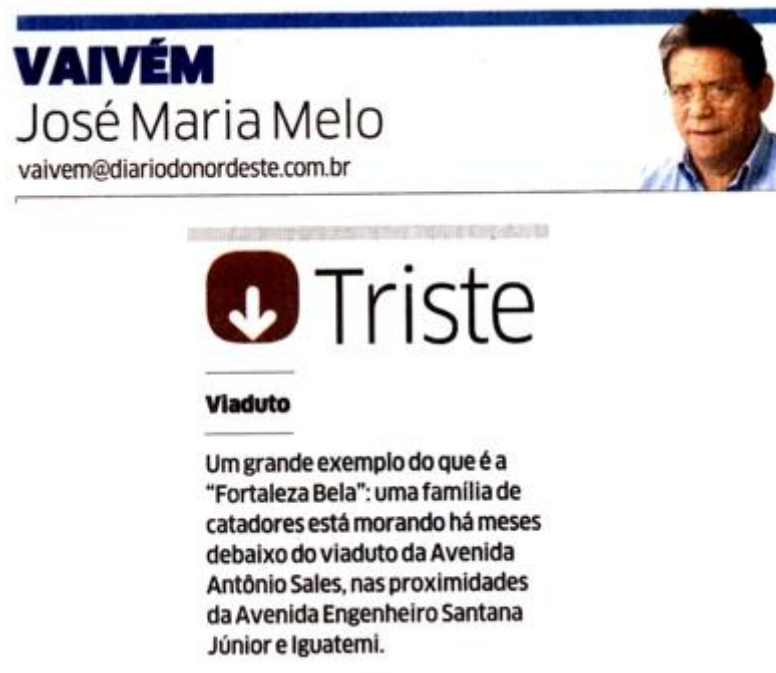 VAIVÉM
José Maria Melo
vaivem@diariodonordeste.com.br
Triste
Viaduto
Um grande exemplo do que é a
"Fortaleza Bela": uma família de
catadores está morando há meses
debaixo do viaduto da Avenida
Antônio Sales, nas proximidades
da Avenida Engenheiro Santana
Júnior e Iguatemi.